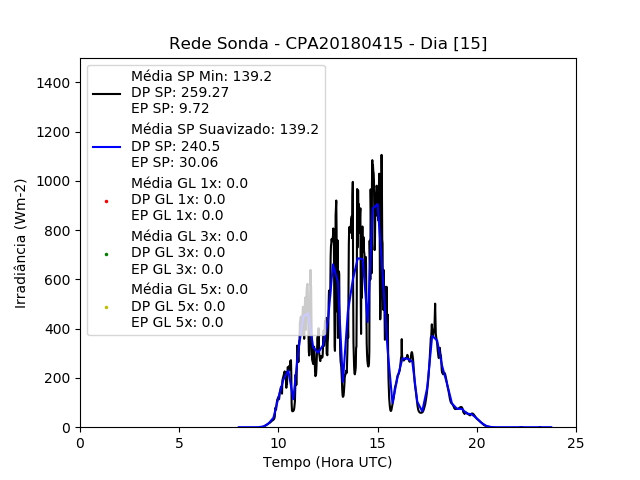 Rede Sonda - CPA20180415 - Dia [15]
Média SP Min: 139.2
DP SP: 259.27
EP SP: 9.72
Média SP Suavizado: 139.2
DP SP: 240.5
EP SP: 30.06
Média GL 1x: 0.0
DP GL 1x: 0.0
EP GL 1x: 0.0
Média GL 3x: 0.0
DP GL 3x: 0.0
EP GL 3x: 0.0
Média GL 5x: 0.0
DP GL 5x: 0.0
EP GL 5x: 0.0
Irradiância (Wm-2)
1400
1200
1000
800
600
400
200
0
0 5 10 15 20 25
Tempo (Hora UTC)